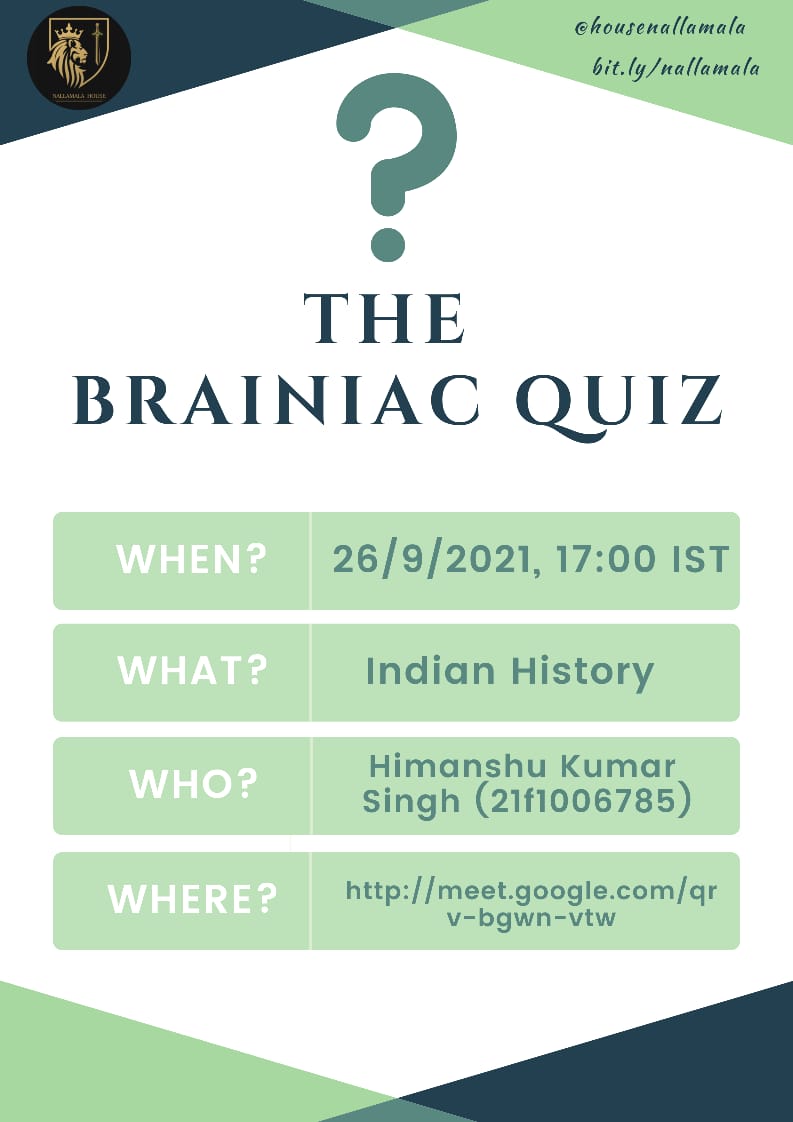 NALLAMALA HOUSE
@housenallamala
bit.ly/nallamala
?
THE
BRAINIAC QUIZ
WHEN?
26/9/2021, 17:00 IST
WHAT?
Indian History
WHO?
Himanshu Kumar
Singh (21f1006785)
WHERE?
http://meet.google.com/qr
v-bgwn-vtw